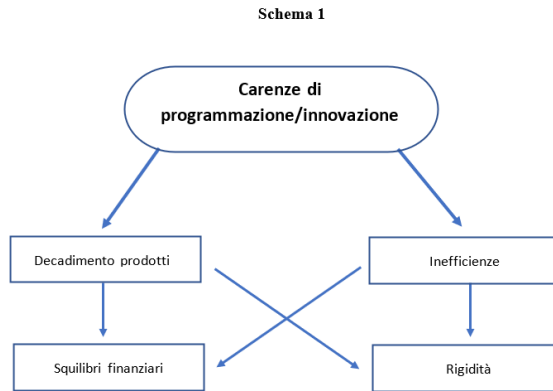 Schema 1
Carenze di
programmazione/innovazione
Decadimento prodotti
Inefficienze
Squilibri finanziari
Rigidità